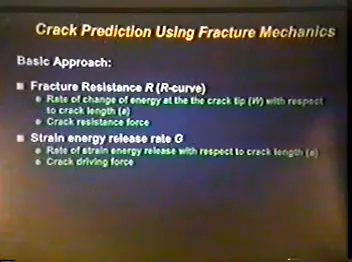 Crack Prediction Using Fracture Mechanics
Basic Approach:
Fracture Resistance R (R-curve)
Rate of change of energy at the the crack tip (W) with respect
to crack length (a)
Crack resistance force
Strain energy release rate G
Rate of strain energy release with respect to crack length (a)
Crack driving force